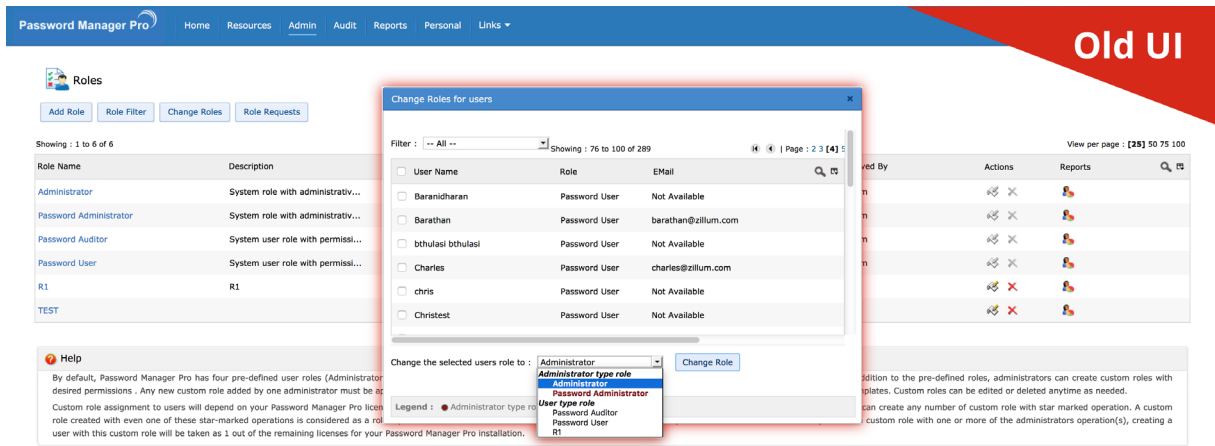 Password Manager Pro Home Resources Admin Audit Reports Personal Links
Old UI
Roles
Add Role Role Filter Change Roles Role Requests
Showing : 1 to 6 of 6
View per page : [25] 50 75 100
Role Name Description ved By Actions Reports
Administrator System role with administrativ... m
Password Administrator System role with administrativ... m
Password Auditor System user role with permissi... m
Password User System user role with permissi... m
R1 R1
TEST
Change Roles for users
Filter : -- All --
Showing : 76 to 100 of 289
| Page : 2 3 [4] 5
User Name Role EMail
Baranidharan Password User Not Available
Barathan Password User barathan@zillum.com
bthulasi bthulasi Password User Not Available
Charles Password User charles@zillum.com
chris Password User Not Available
Christest Password User Not Available
Change the selected users role to : Administrator Change Role
Administrator type role
Administrator
Password Administrator
User type role
Password Auditor
Password User
R1
Legend : Administrator type ro
Help
By default, Password Manager Pro has four pre-defined user roles (Administrator
ddition to the pre-defined roles, administrators can create custom roles with
desired permissions . Any new custom role added by one administrator must be ap
plates. Custom roles can be edited or deleted anytime as needed.
Custom role assignment to users will depend on your Password Manager Pro licen
can create any number of custom role with star marked operation. A custom
role created with even one of these star-marked operations is considered as a rol
custom role with one or more of the administrators operation(s), creating a
user with this custom role will be taken as 1 out of the remaining licenses for your Password Manager Pro installation.